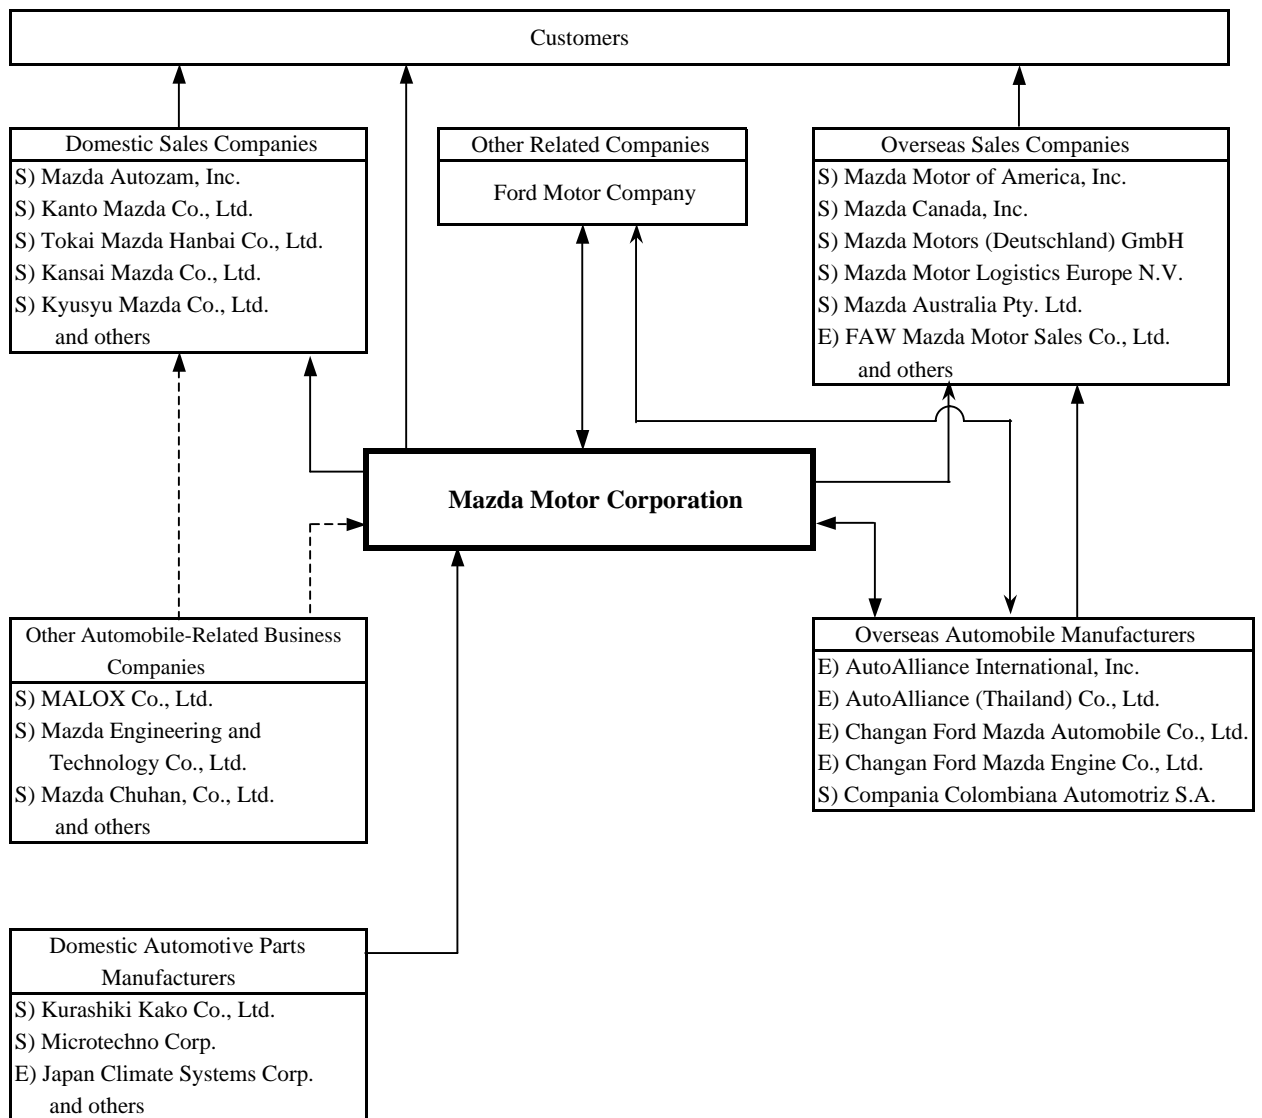 Customers
Domestic Sales Companies
S) Mazda Autozam, Inc.
S) Kanto Mazda Co., Ltd.
S) Tokai Mazda Hanbai Co., Ltd.
S) Kansai Mazda Co., Ltd.
S) Kyusyu Mazda Co., Ltd.
and others
Other Related Companies
Ford Motor Company
Overseas Sales Companies
S) Mazda Motor of America, Inc.
S) Mazda Canada, Inc.
S) Mazda Motors (Deutschland) GmbH
S) Mazda Motor Logistics Europe N.V.
S) Mazda Australia Pty. Ltd.
E) FAW Mazda Motor Sales Co., Ltd.
and others
Mazda Motor Corporation
Other Automobile-Related Business
Companies
S) MALOX Co., Ltd.
S) Mazda Engineering and
Technology Co., Ltd.
S) Mazda Chuhan, Co., Ltd.
and others
Overseas Automobile Manufacturers
E) AutoAlliance International, Inc.
E) AutoAlliance (Thailand) Co., Ltd.
E) Changan Ford Mazda Automobile Co., Ltd.
E) Changan Ford Mazda Engine Co., Ltd.
S) Compania Colombiana Automotriz S.A.
Domestic Automotive Parts
Manufacturers
S) Kurashiki Kako Co., Ltd.
S) Microtechno Corp.
E) Japan Climate Systems Corp.
and others